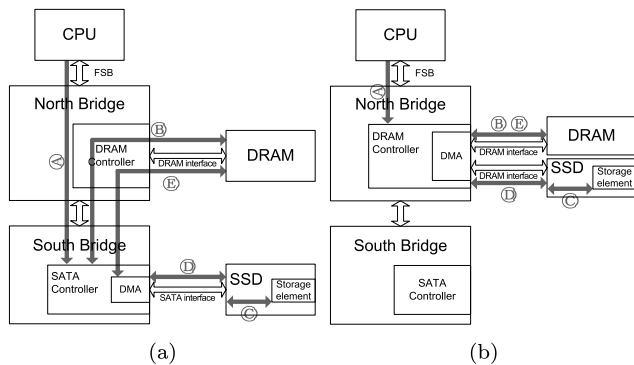 CPU
FSB
North Bridge
Ⓐ
Ⓑ
DRAM
Controller
DRAM interface
DRAM
Ⓔ
South Bridge
SATA
Controller
DMA
Ⓓ
SATA interface
SSD
Storage
element
Ⓒ
(a)
CPU
Ⓐ
FSB
North Bridge
DRAM
Controller
DMA
Ⓑ Ⓔ
DRAM interface
DRAM
DRAM interface
Ⓓ
SSD
Storage
element
Ⓒ
South Bridge
SATA
Controller
(b)